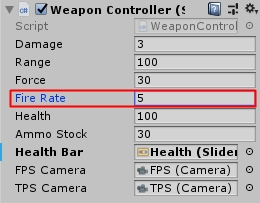 Weapon Controller (S
Script WeaponContro
Damage 3
Range 100
Force 30
Fire Rate 5
Health 100
Ammo Stock 30
Health Bar Health (Slider
FPS Camera FPS (Camera)
TPS Camera TPS (Camera)